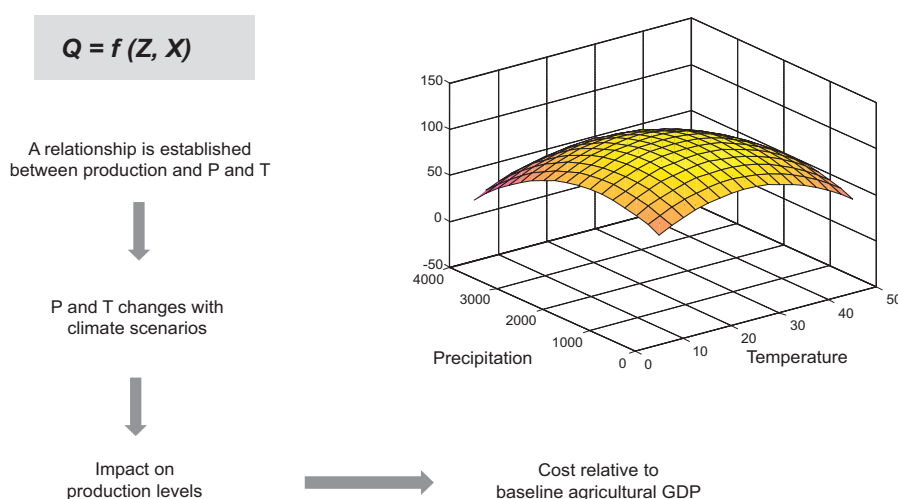 Q = f (Z, X)
A relationship is established
between production and P and T
P and T changes with
climate scenarios
Impact on
production levels
Cost relative to
baseline agricultural GDP
150
100
50
0
-50
4000
3000
2000
1000
0
Precipitation
0
10
20
30
40
50
Temperature